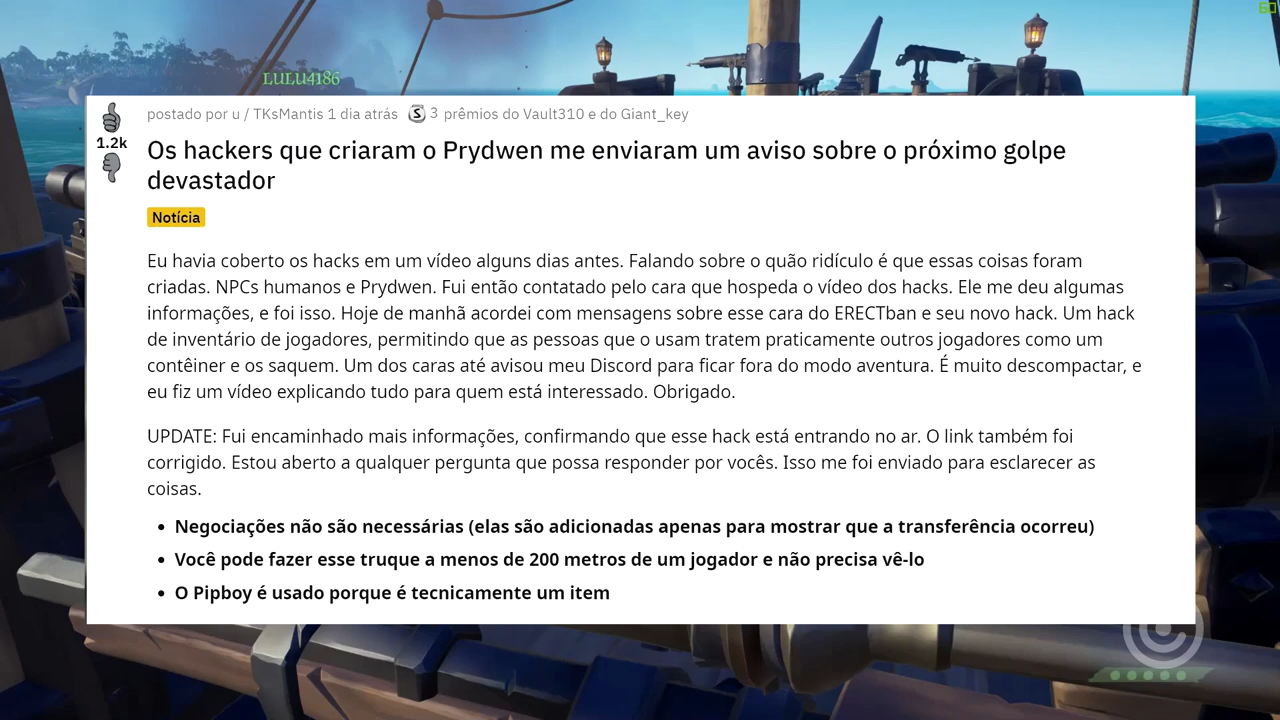 60
LULU4186
postado por u / TKsMantis 1 dia atrás S 3 prêmios do Vault310 e do Giant_key
1.2k
Os hackers que criaram o Prydwen me enviaram um aviso sobre o próximo golpe
devastador
Notícia
Eu havia coberto os hacks em um vídeo alguns dias antes. Falando sobre o quão ridículo é que essas coisas foram
criadas. NPCs humanos e Prydwen. Fui então contatado pelo cara que hospeda o vídeo dos hacks. Ele me deu algumas
informações, e foi isso. Hoje de manhã acordei com mensagens sobre esse cara do ERECTban e seu novo hack. Um hack
de inventário de jogadores, permitindo que as pessoas que o usam tratem praticamente outros jogadores como um
contêiner e os saquem. Um dos caras até avisou meu Discord para ficar fora do modo aventura. É muito descompactar, e
eu fiz um vídeo explicando tudo para quem está interessado. Obrigado.
UPDATE: Fui encaminhado mais informações, confirmando que esse hack está entrando no ar. O link também foi
corrigido. Estou aberto a qualquer pergunta que possa responder por vocês. Isso me foi enviado para esclarecer as
coisas.
• Negociações não são necessárias (elas são adicionadas apenas para mostrar que a transferência ocorreu)
• Você pode fazer esse truque a menos de 200 metros de um jogador e não precisa vê-lo
• O Pipboy é usado porque é tecnicamente um item